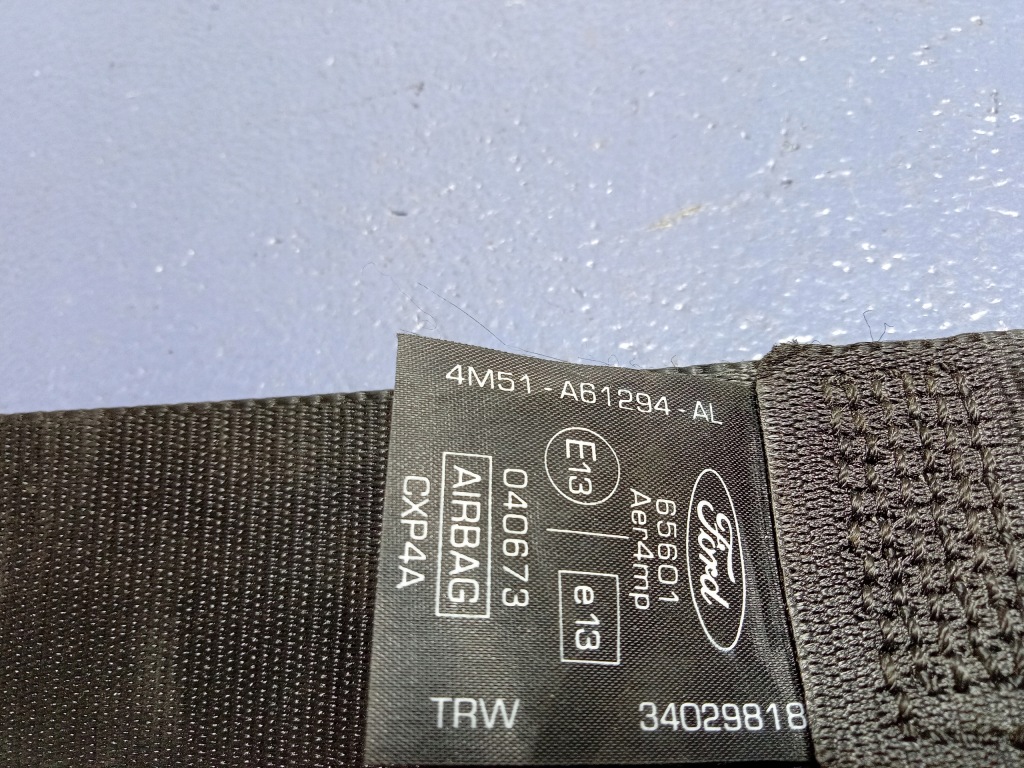 4M51-A61294-AL
Ford
65601
Aer4mp
E13
e13
040673
AIRBAG
CXP4A
TRW
34029818